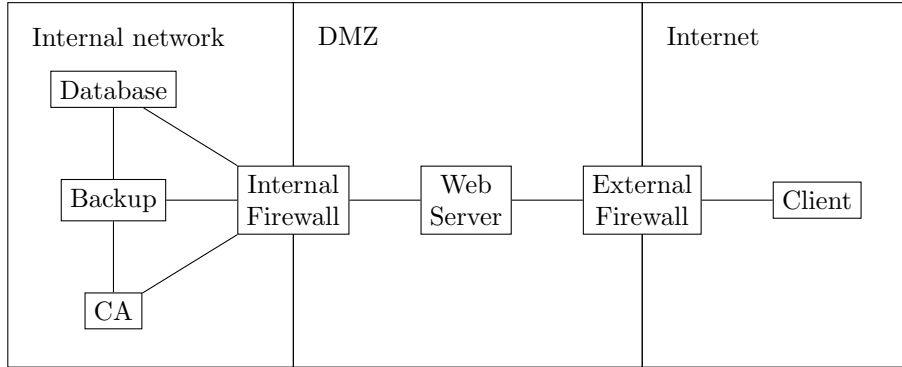 Internal network
DMZ
Internet
Database
Backup
Internal
Firewall
Web
Server
External
Firewall
Client
CA